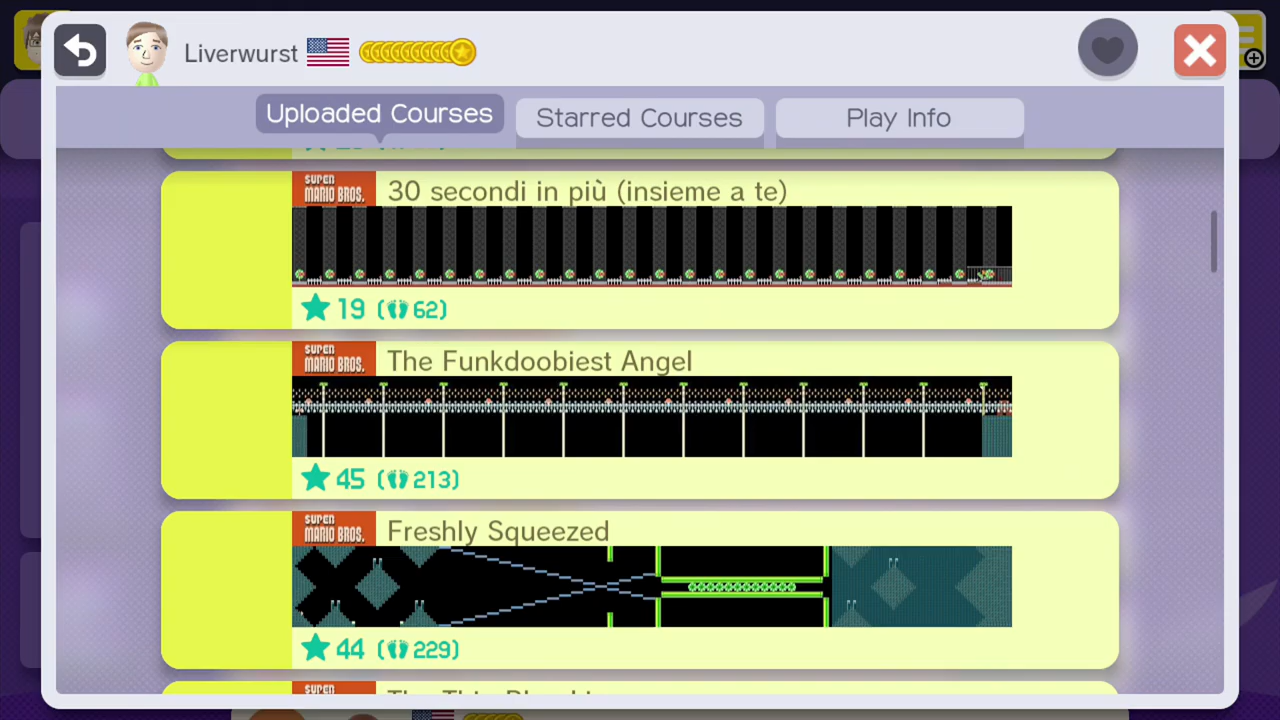 Liverwurst
Uploaded Courses
Starred Courses
Play Info
SUPER MARIO BROS.
30 secondi in più (insieme a te)
19 (62)
SUPER MARIO BROS.
The Funkdoobiest Angel
45 (213)
SUPER MARIO BROS.
Freshly Squeezed
44 (229)
SUPER